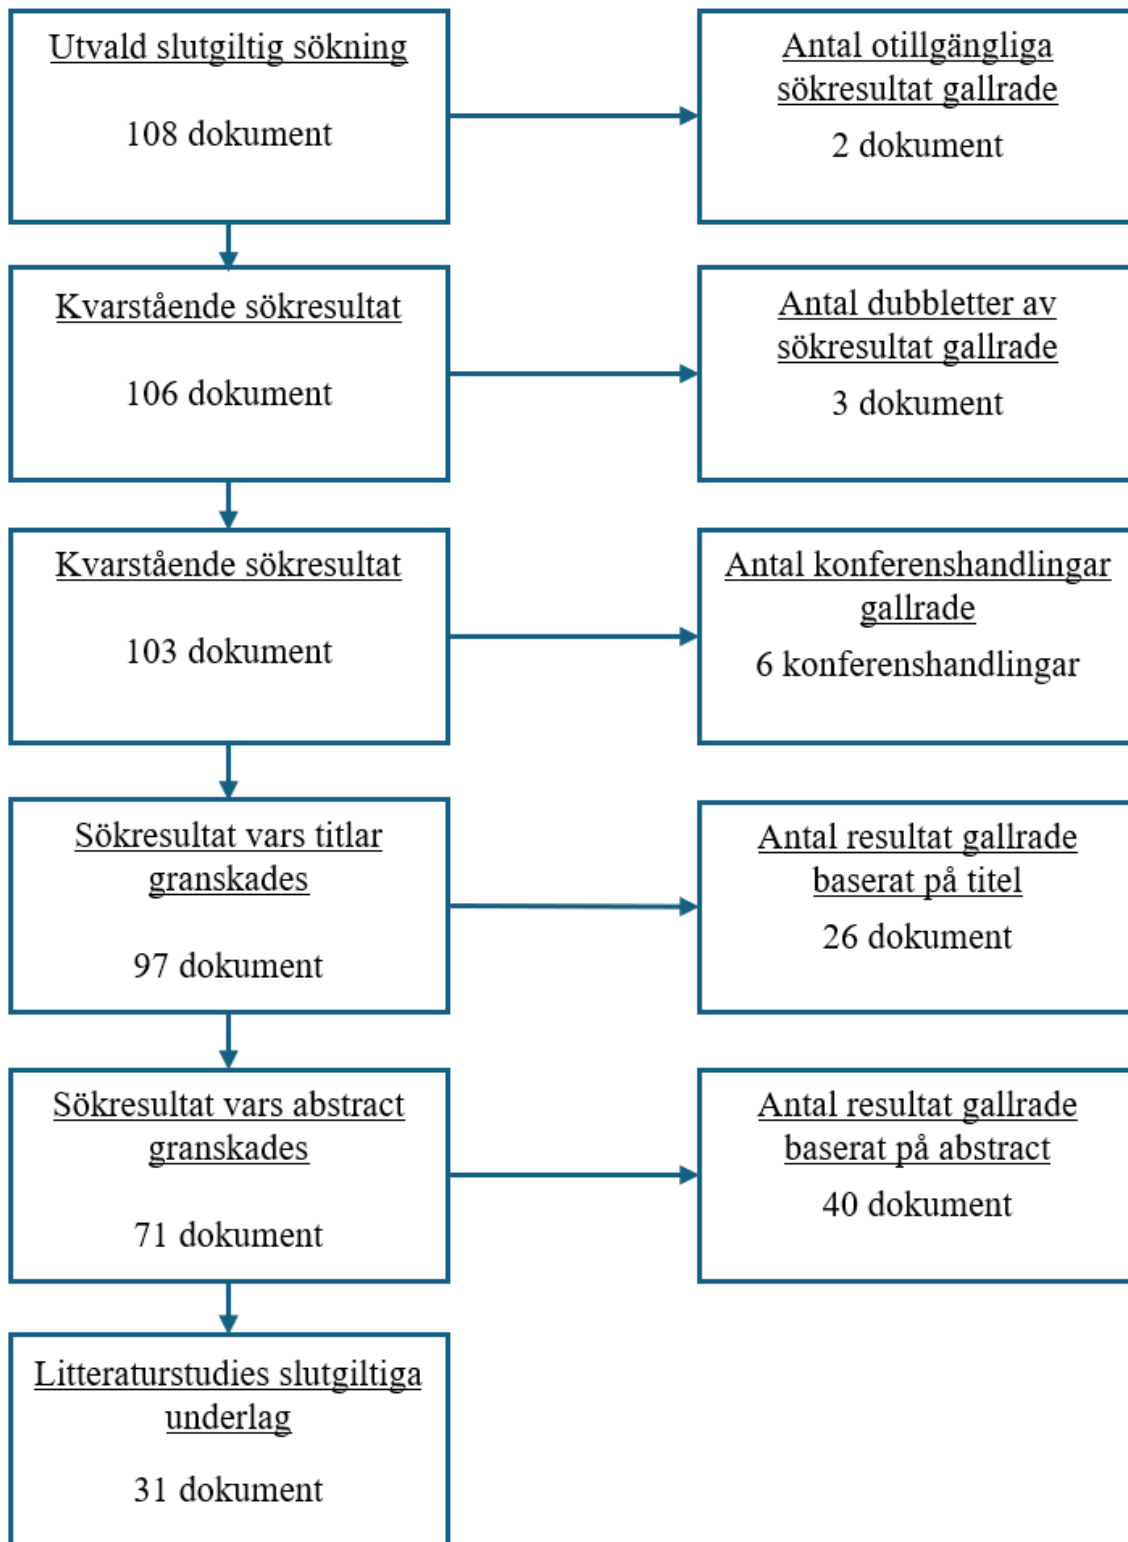 Utvald slutgiltig sökning
108 dokument
Antal otillgängliga
sökresultat gallrade
2 dokument
Kvarstående sökresultat
106 dokument
Antal dubbletter av
sökresultat gallrade
3 dokument
Kvarstående sökresultat
103 dokument
Antal konferenshandlingar
gallrade
6 konferenshandlingar
Sökresultat vars titlar
granskades
97 dokument
Antal resultat gallrade
baserat på titel
26 dokument
Sökresultat vars abstract
granskades
71 dokument
Antal resultat gallrade
baserat på abstract
40 dokument
Litteraturstudies slutgiltiga
underlag
31 dokument